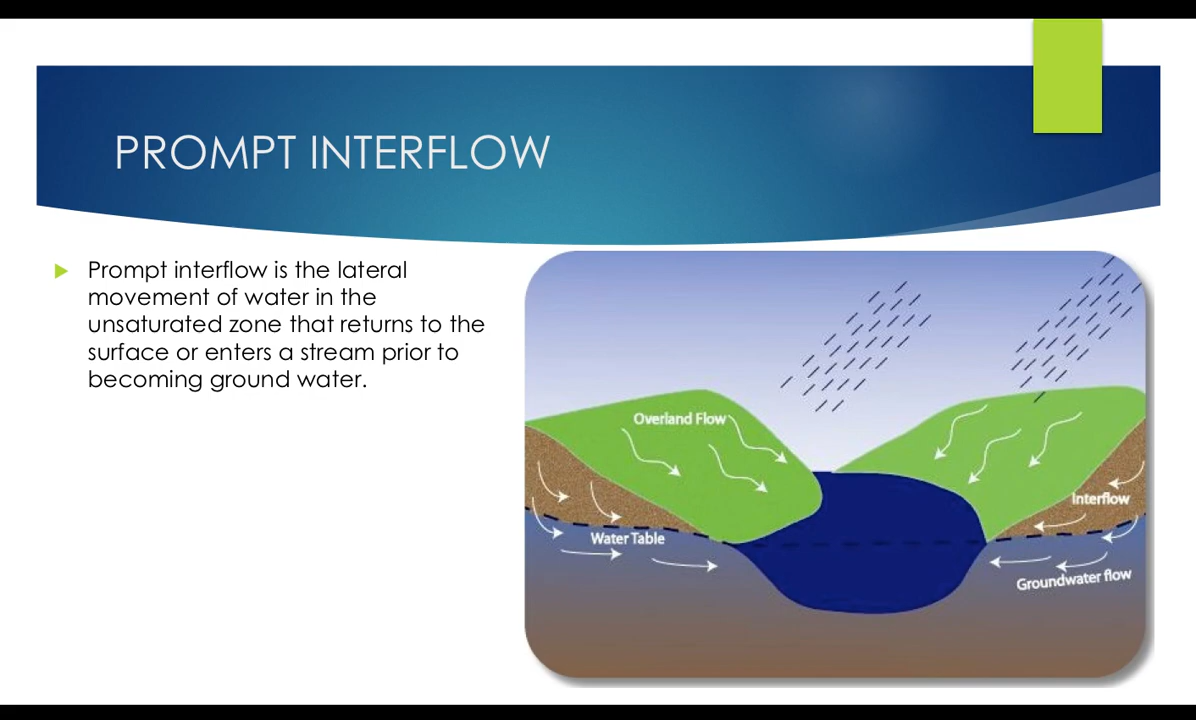 PROMPT INTERFLOW
Prompt interflow is the lateral
movement of water in the
unsaturated zone that returns to the
surface or enters a stream prior to
becoming ground water.
Overland Flow
Interflow
Water Table
Groundwater flow